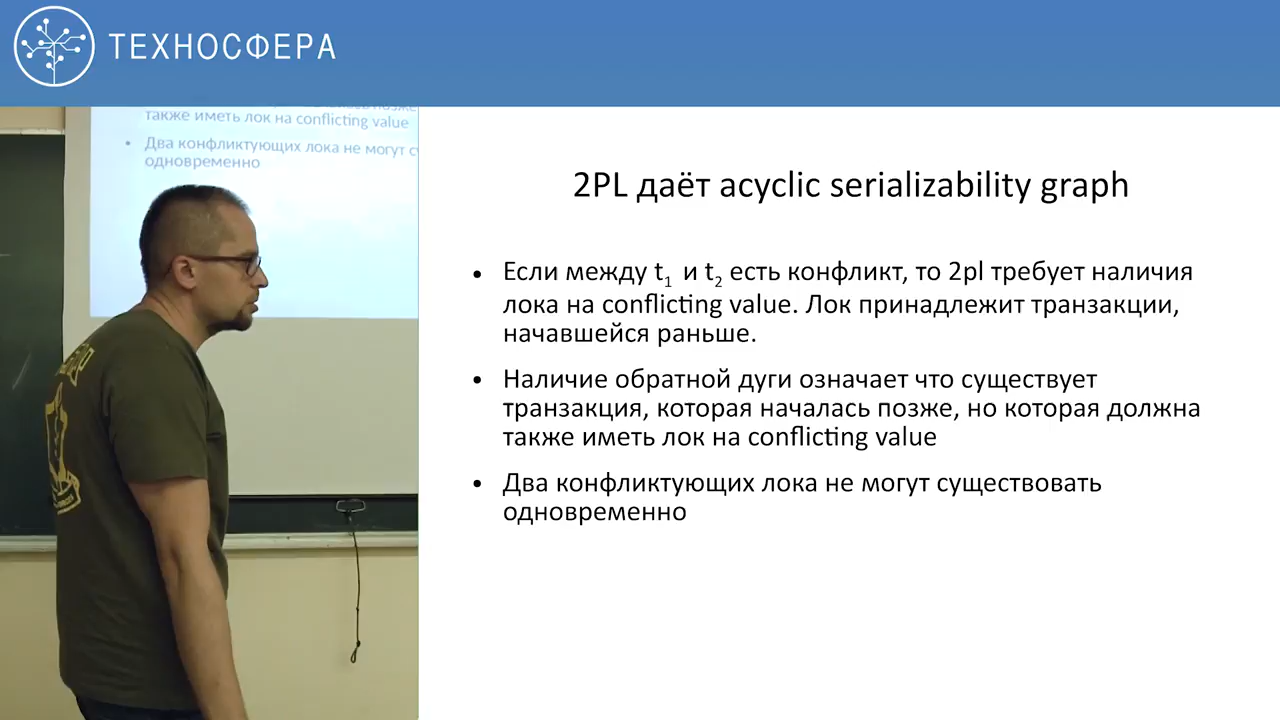 ТЕХНОСФЕРА
также иметь лок на conflicting value
• Два конфликтующих лока не могут
одновременно
2PL даёт acyclic serializability graph
• Если между t₁ и t₂ есть конфликт, то 2pl требует наличия
лока на conflicting value. Лок принадлежит транзакции,
начавшейся раньше.
• Наличие обратной дуги означает что существует
транзакция, которая началась позже, но которая должна
также иметь лок на conflicting value
• Два конфликтующих лока не могут существовать
одновременно